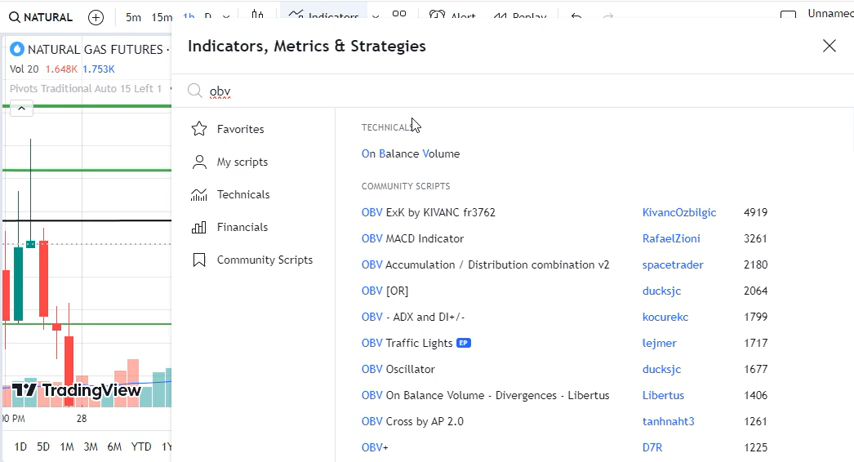 NATURAL 5m 15m 1h D Indicators Alert Replay Unnamed
NATURAL GAS FUTURES ·
Vol 20 1.648K 1.753K
Pivots Traditional Auto 15 Left 1
Indicators, Metrics & Strategies
obv
Favorites
My scripts
Technicals
Financials
Community Scripts
TECHNICALS
On Balance Volume
COMMUNITY SCRIPTS
OBV ExK by KIVANC fr3762 KivancOzbilgic 4919
OBV MACD Indicator RafaelZioni 3261
OBV Accumulation / Distribution combination v2 spacetrader 2180
OBV [OR] ducksjc 2064
OBV - ADX and DI+/- kocurekc 1799
OBV Traffic Lights EP lejmer 1717
OBV Oscillator ducksjc 1677
OBV On Balance Volume - Divergences - Libertus Libertus 1406
OBV Cross by AP 2.0 tanhnaht3 1261
OBV+ D7R 1225
TradingView
00 PM 28
1D 5D 1M 3M 6M YTD 1Y